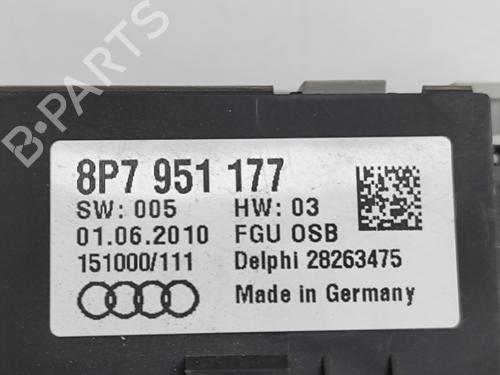 B-PARTS
8P7 951 177
SW: 005 HW: 03
01.06.2010 FGU OSB
151000/111 Delphi 28263475
Made in Germany